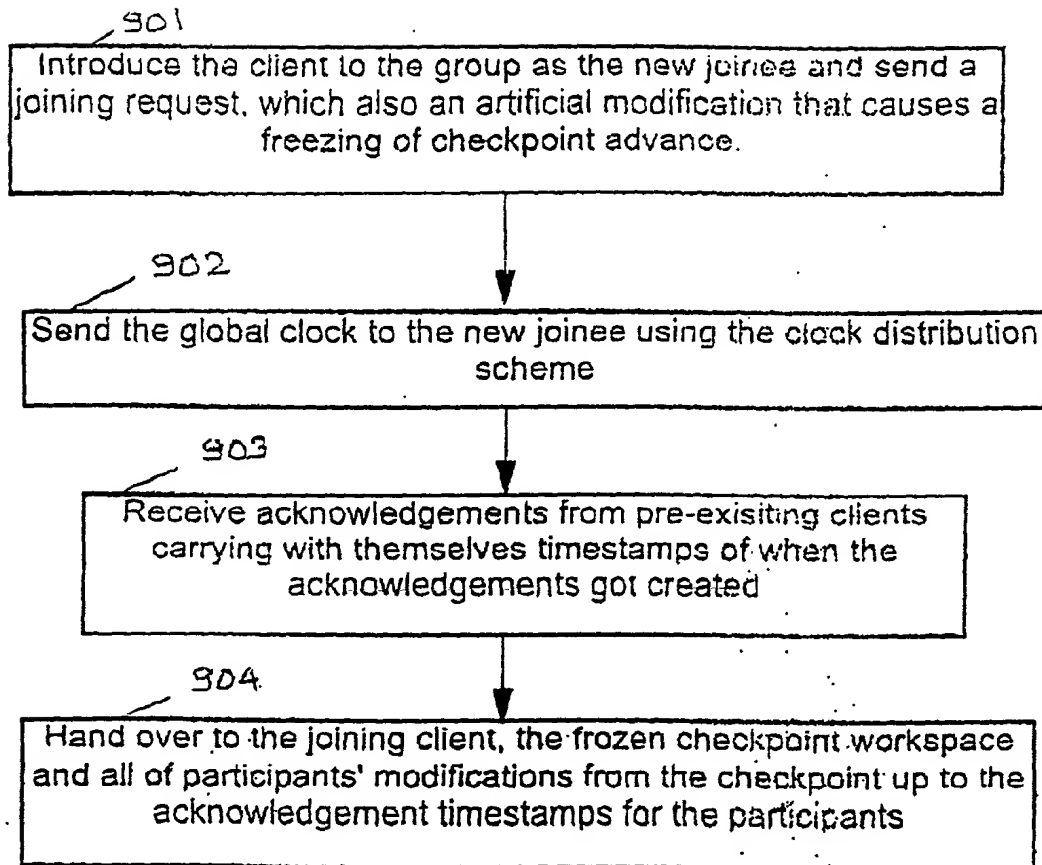 901
Introduce the client to the group as the new joinee and send a
joining request, which also an artificial modification that causes a
freezing of checkpoint advance.
902
Send the global clock to the new joinee using the clock distribution
scheme
903
Receive acknowledgements from pre-exisiting clients
carrying with themselves timestamps of when the
acknowledgements got created
904
Hand over to the joining client, the frozen checkpoint workspace
and all of participants' modifications from the checkpoint up to the
acknowledgement timestamps for the participants